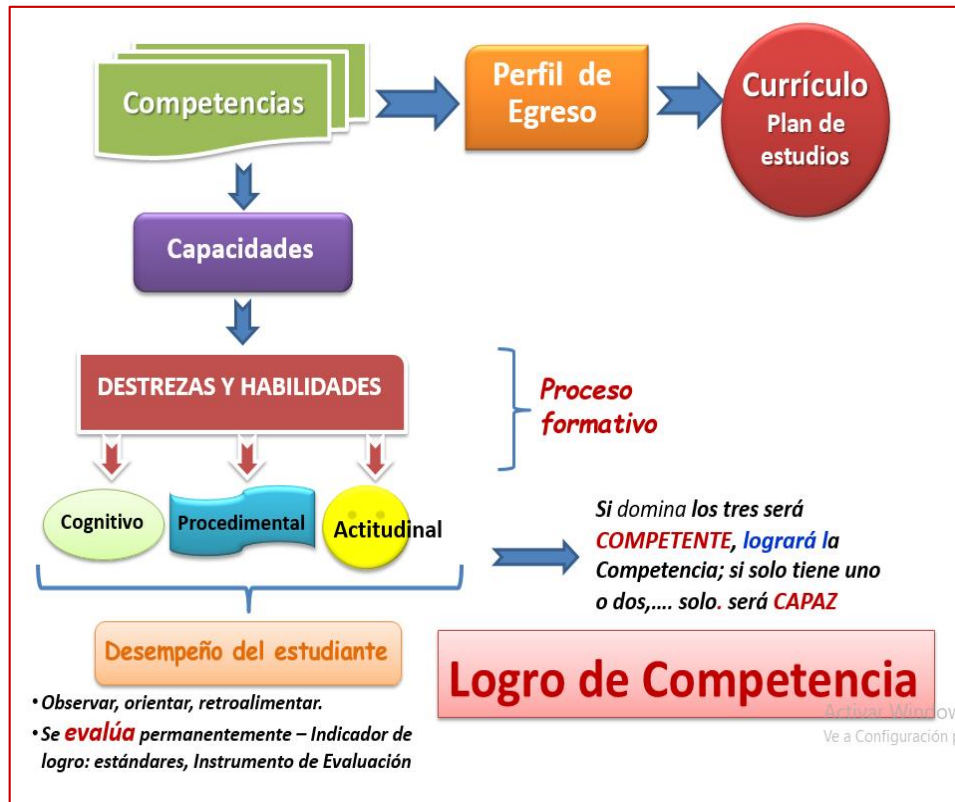 Competencias
Perfil de
Egreso
Currículo
Plan de
estudios
Capacidades
DESTREZAS Y HABILIDADES
Proceso
formativo
Cognitivo
Procedimental
Actitudinal
Si domina los tres será
COMPETENTE, logrará la
Competencia; si solo tiene uno
o dos,.... solo. será CAPAZ
Desempeño del estudiante
Logro de Competencia
• Observar, orientar, retroalimentar.
• Se evalúa permanentemente – Indicador de
logro: estándares, Instrumento de Evaluación
Activar Window
Ve a Configuración p